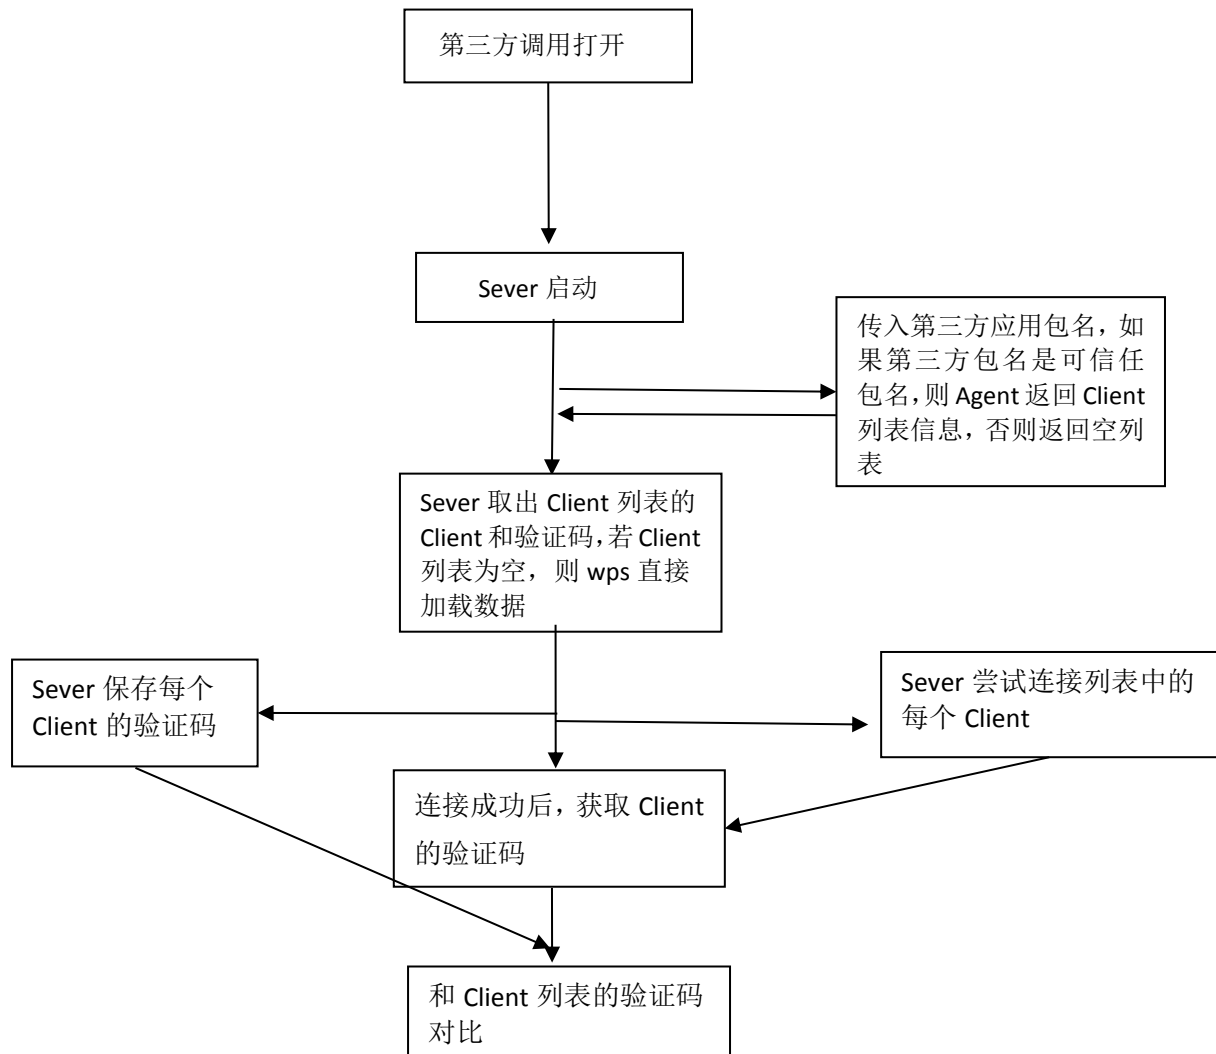 第三方调用打开
Sever 启动
传入第三方应用包名，如
果第三方包名是可信任
包名，则 Agent 返回 Client
列表信息，否则返回空列
表
Sever 取出 Client 列表的
Client 和验证码，若 Client
列表为空，则 wps 直接
加载数据
Sever 保存每个
Client 的验证码
Sever 尝试连接列表中的
每个 Client
连接成功后，获取 Client
的验证码
和 Client 列表的验证码
对比